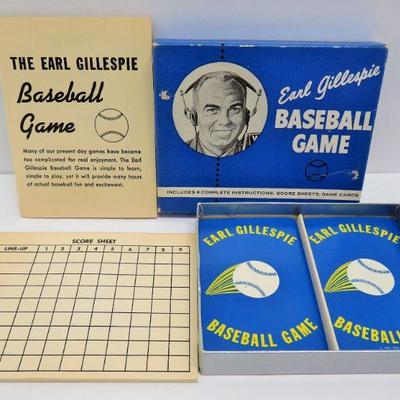 THE EARL GILLESPIE
Baseball
Game
Many of our present day games have become
too complicated for real enjoyment. The Earl
Gillespie Baseball Game is simple to learn,
simple to play, yet it will provide many hours
of actual baseball fun and excitement.
Earl Gillespie
BASEBALL
GAME
INCLUDES COMPLETE INSTRUCTIONS, SCORE SHEETS, GAME CARDS
SCORE SHEET
LINE-UP 1 2 3 4 5 6 7 8 9
EARL GILLESPIE
BASEBALL GAME
EARL GILLESPIE
BASEBALL